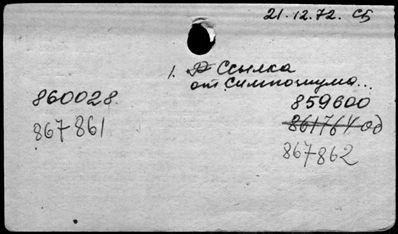 21.12.72. СБ
1. Ссылка
от Симпозиума...
860028.
859600
867861
861764 од
867862